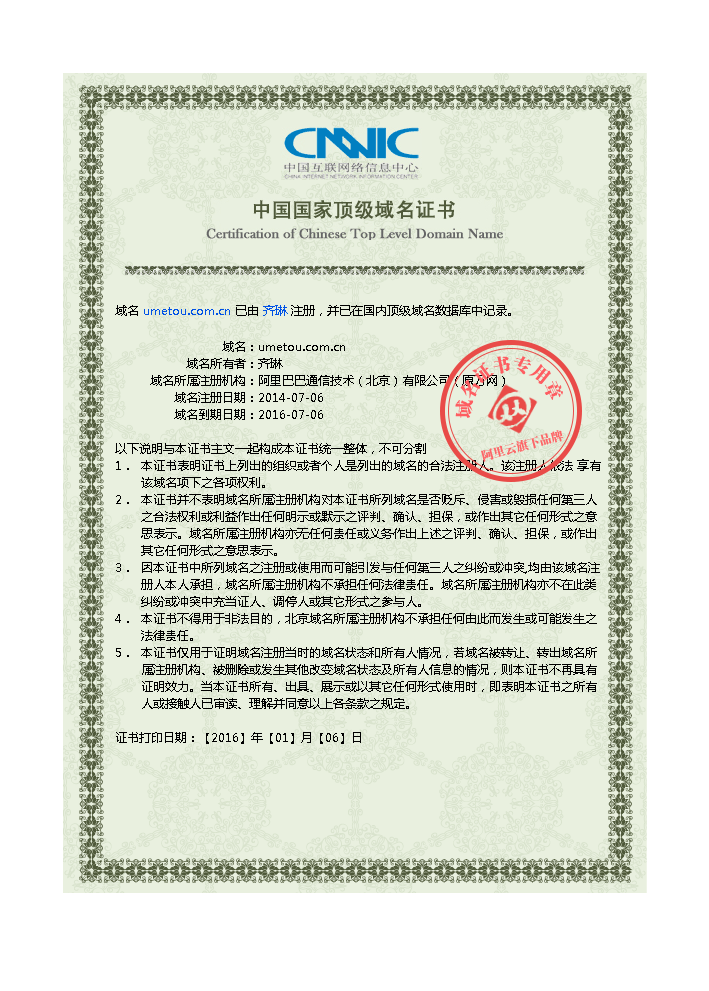 CNNIC
中国互联网络信息中心
CHINA INTERNET NETWORK INFORMATION CENTER
中国国家顶级域名证书
Certification of Chinese Top Level Domain Name
域名 umetou.com.cn 已由 齐琳 注册，并已在国内顶级域名数据库中记录。
域名：umetou.com.cn
域名所有者：齐琳
域名所属注册机构：阿里巴巴通信技术（北京）有限公司（原万网）
域名注册日期：2014-07-06
域名到期日期：2016-07-06
域名证书专用章
阿里云旗下品牌
以下说明与本证书主文一起构成本证书统一整体，不可分割
1． 本证书表明证书上列出的组织或者个人是列出的域名的合法注册人。该注册人依法 享有
该域名项下之各项权利。
2． 本证书并不表明域名所属注册机构对本证书所列域名是否贬斥、侵害或毁损任何第三人
之合法权利或利益作出任何明示或默示之评判、确认、担保，或作出其它任何形式之意
思表示。域名所属注册机构亦无任何责任或义务作出上述之评判、确认、担保，或作出
其它任何形式之意思表示。
3． 因本证书中所列域名之注册或使用而可能引发与任何第三人之纠纷或冲突,均由该域名注
册人本人承担，域名所属注册机构不承担任何法律责任。域名所属注册机构亦不在此类
纠纷或冲突中充当证人、调停人或其它形式之参与人。
4． 本证书不得用于非法目的，北京域名所属注册机构不承担任何由此而发生或可能发生之
法律责任。
5． 本证书仅用于证明域名注册当时的域名状态和所有人情况，若域名被转让、转出域名所
属注册机构、被删除或发生其他改变域名状态及所有人信息的情况，则本证书不再具有
证明效力。当本证书所有、出具、展示或以其它任何形式使用时，即表明本证书之所有
人或接触人已审读、理解并同意以上各条款之规定。
证书打印日期：【2016】年【01】月【06】日